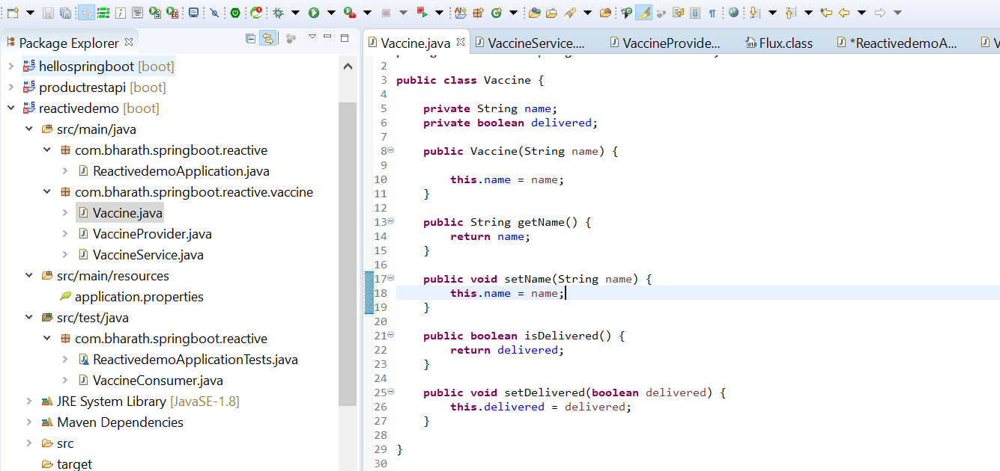 Package Explorer
hellospringboot [boot]
productrestapi [boot]
reactivedemo [boot]
src/main/java
com.bharath.springboot.reactive
ReactivedemoApplication.java
com.bharath.springboot.reactive.vaccine
Vaccine.java
VaccineProvider.java
VaccineService.java
src/main/resources
application.properties
src/test/java
com.bharath.springboot.reactive
ReactivedemoApplicationTests.java
VaccineConsumer.java
JRE System Library [JavaSE-1.8]
Maven Dependencies
src
target
Vaccine.java VaccineService.... VaccineProvide... Flux.class *ReactivedemoA... V
2
3 public class Vaccine {
4
5 private String name;
6 private boolean delivered;
7
8 public Vaccine(String name) {
9
10 this.name = name;
11 }
12
13 public String getName() {
14 return name;
15 }
16
17 public void setName(String name) {
18 this.name = name;
19 }
20
21 public boolean isDelivered() {
22 return delivered;
23 }
24
25 public void setDelivered(boolean delivered) {
26 this.delivered = delivered;
27 }
28
29 }
30